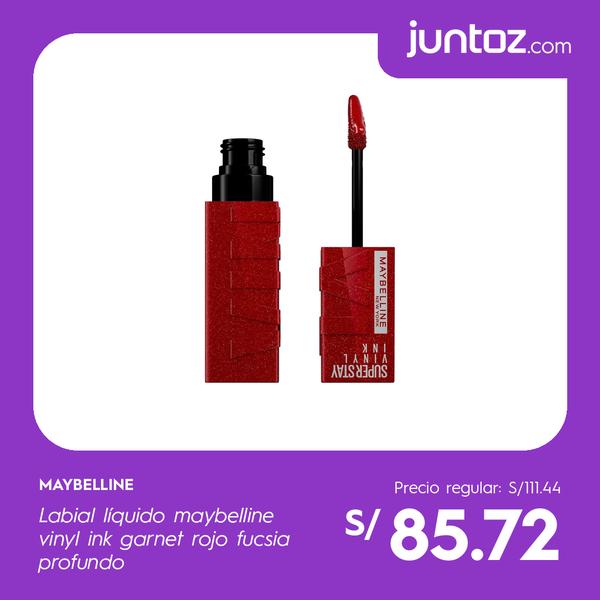 juntoz.com
MAYBELLINE
NEW YORK
SUPERSTAY
VINYL
INK
MAYBELLINE
Labial líquido maybelline
vinyl ink garnet rojo fucsia
profundo
Precio regular: S/111.44
S/85.72